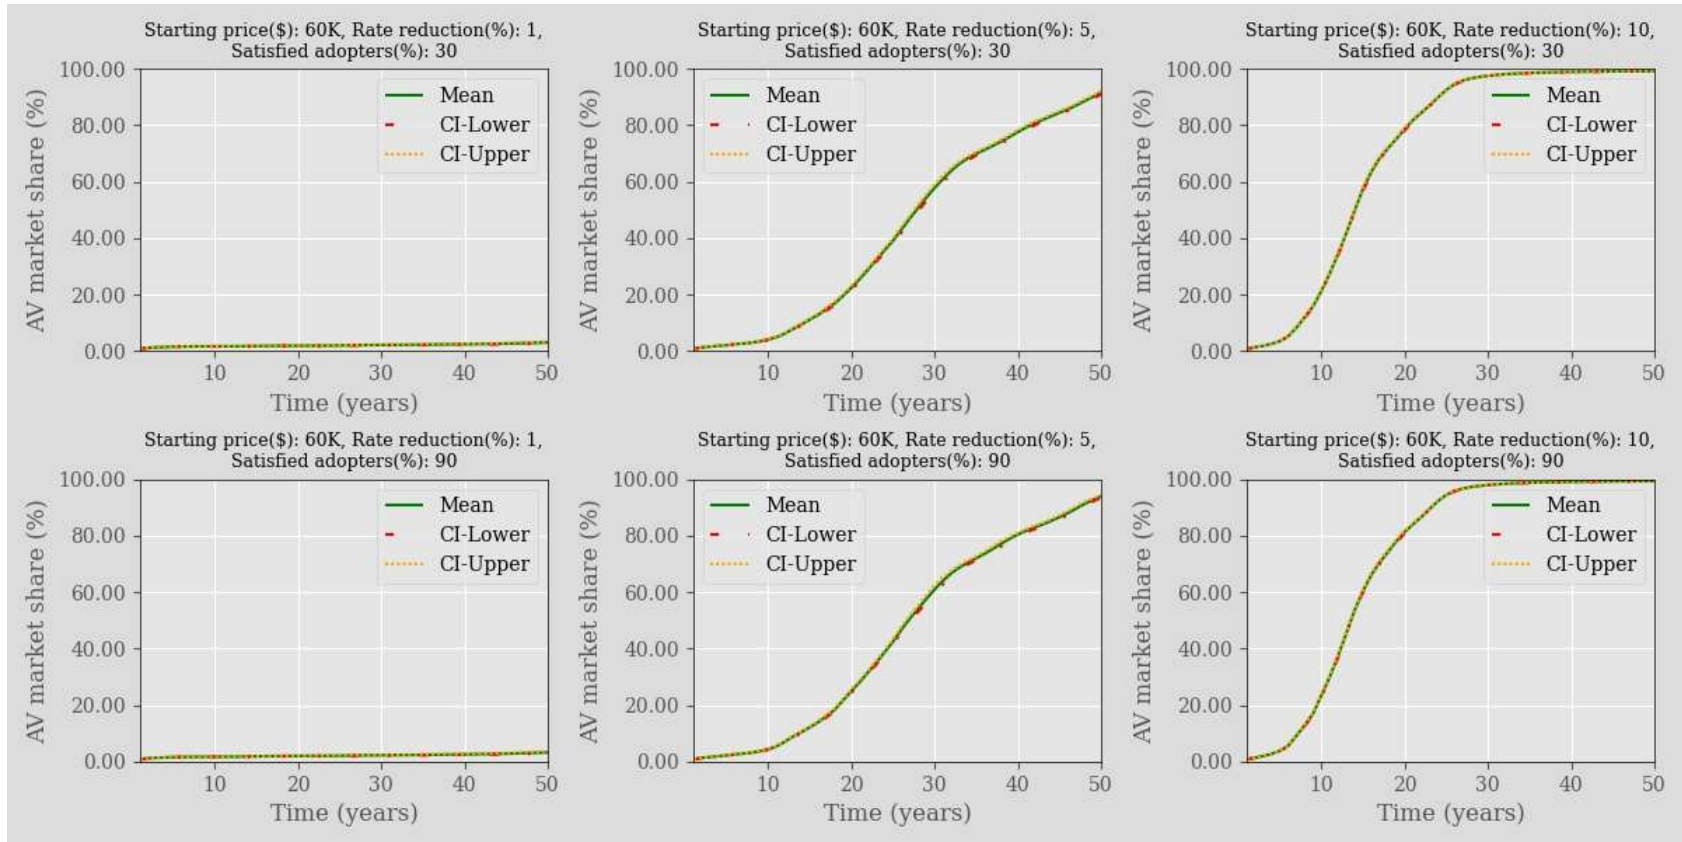 Starting price($): 60K, Rate reduction(%): 1,
Satisfied adopters(%): 30
100.00
80.00
60.00
40.00
20.00
0.00
AV market share (%)
Mean
CI-Lower
CI-Upper
10 20 30 40 50
Time (years)
Starting price($): 60K, Rate reduction(%): 5,
Satisfied adopters(%): 30
100.00
80.00
60.00
40.00
20.00
0.00
AV market share (%)
Mean
CI-Lower
CI-Upper
10 20 30 40 50
Time (years)
Starting price($): 60K, Rate reduction(%): 10,
Satisfied adopters(%): 30
100.00
80.00
60.00
40.00
20.00
0.00
AV market share (%)
Mean
CI-Lower
CI-Upper
10 20 30 40 50
Time (years)
Starting price($): 60K, Rate reduction(%): 1,
Satisfied adopters(%): 90
100.00
80.00
60.00
40.00
20.00
0.00
AV market share (%)
Mean
CI-Lower
CI-Upper
10 20 30 40 50
Time (years)
Starting price($): 60K, Rate reduction(%): 5,
Satisfied adopters(%): 90
100.00
80.00
60.00
40.00
20.00
0.00
AV market share (%)
Mean
CI-Lower
CI-Upper
10 20 30 40 50
Time (years)
Starting price($): 60K, Rate reduction(%): 10,
Satisfied adopters(%): 90
100.00
80.00
60.00
40.00
20.00
0.00
AV market share (%)
Mean
CI-Lower
CI-Upper
10 20 30 40 50
Time (years)